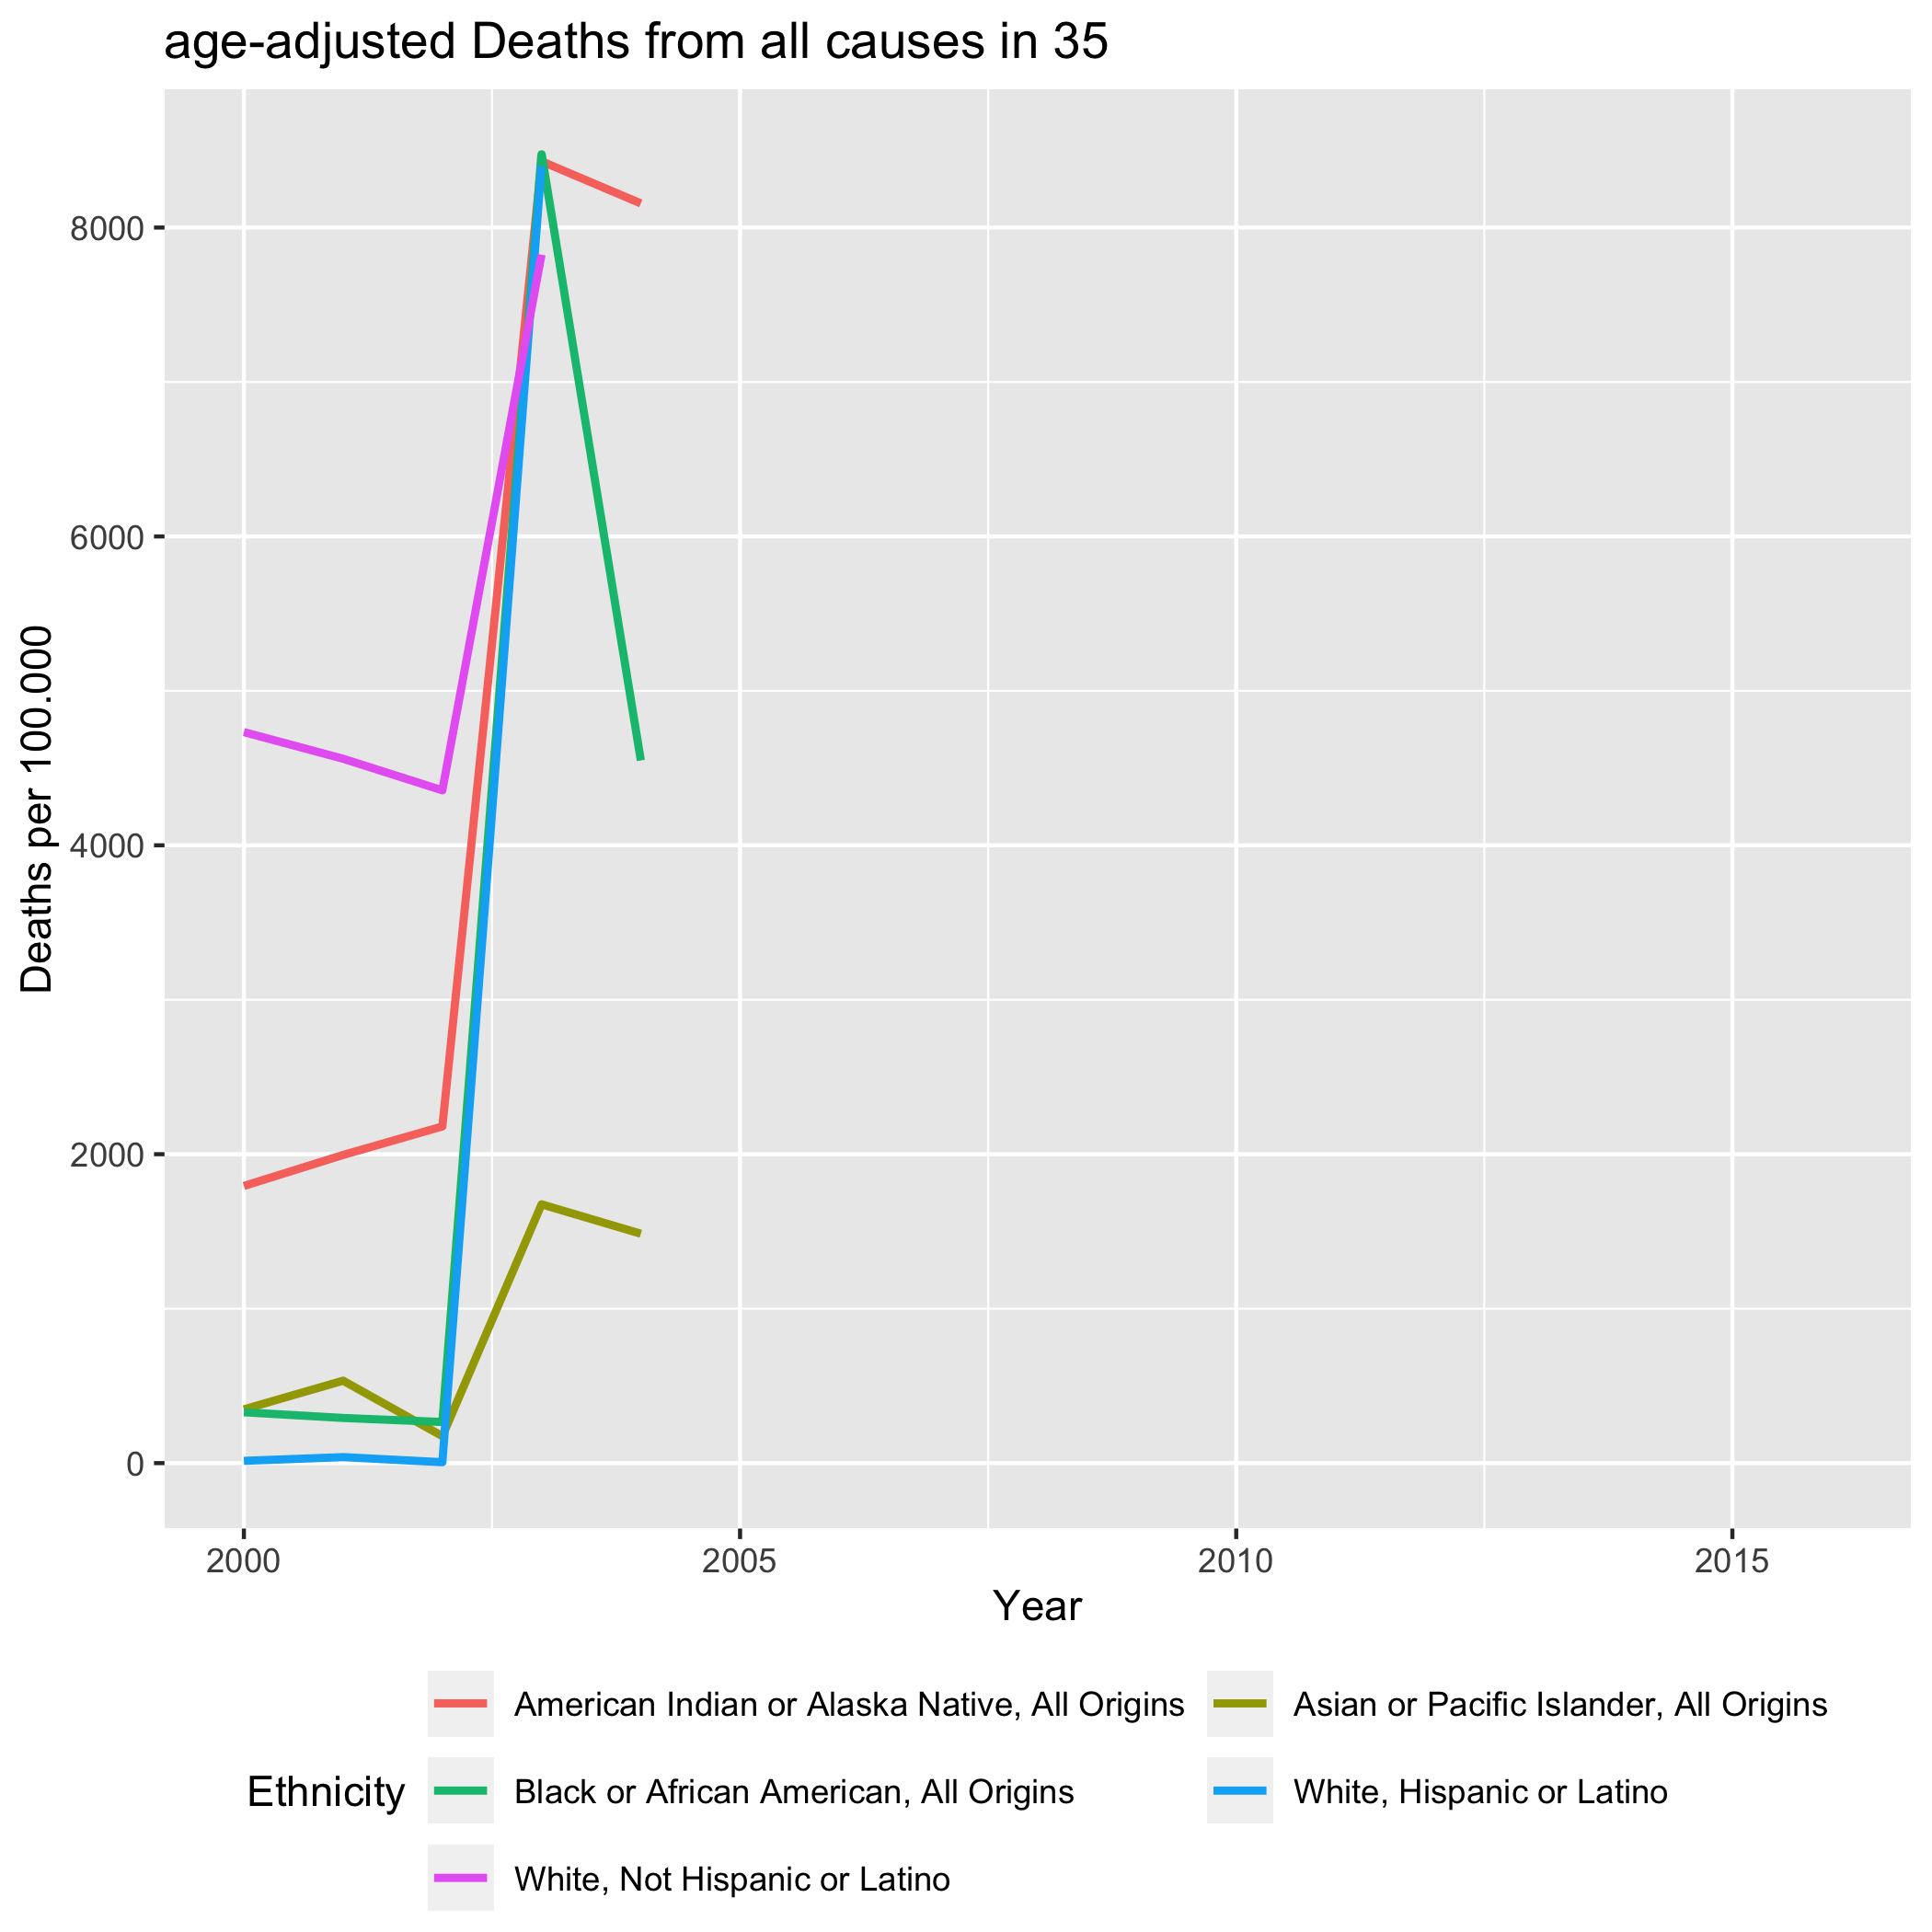 age-adjusted Deaths from all causes in 35
Deaths per 100.000
8000
6000
4000
2000
0
2000 2005 2010 2015
Year
Ethnicity
American Indian or Alaska Native, All Origins
Asian or Pacific Islander, All Origins
Black or African American, All Origins
White, Hispanic or Latino
White, Not Hispanic or Latino